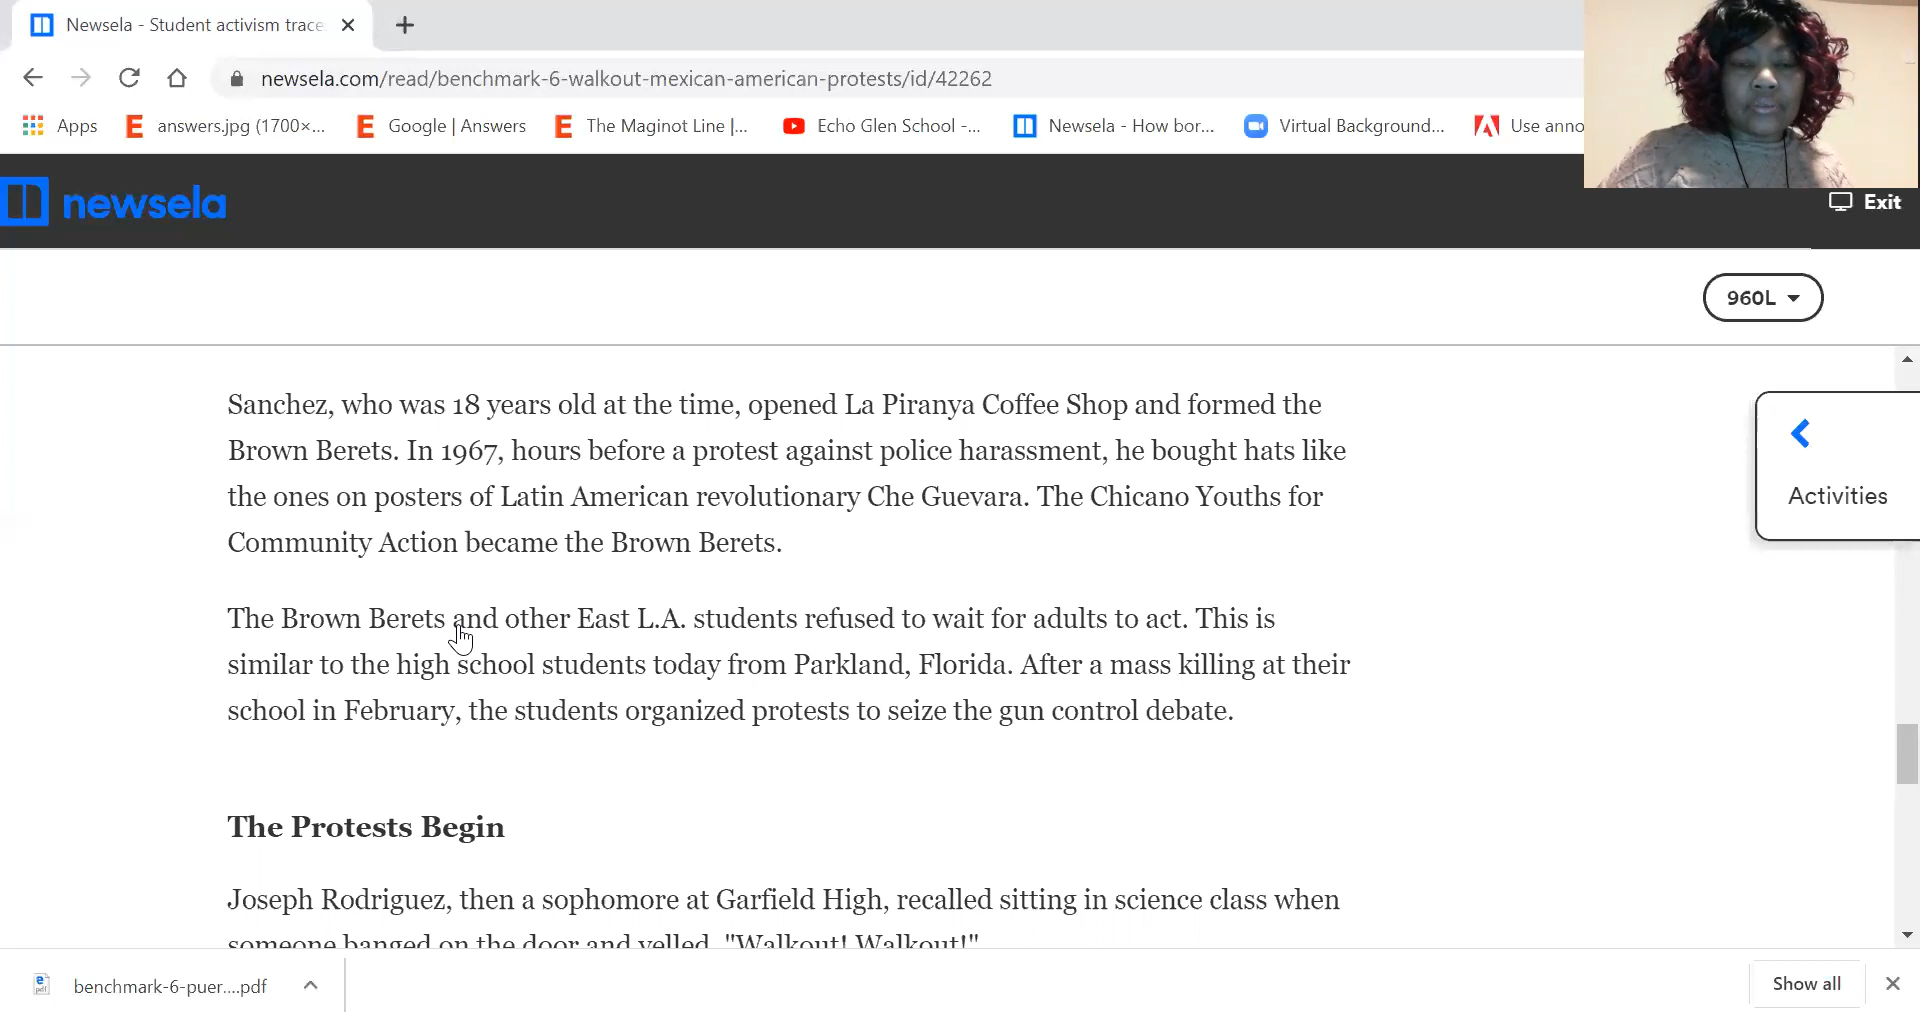 Newsela - Student activism trace
newsela.com/read/benchmark-6-walkout-mexican-american-protests/id/42262
Apps
answers.jpg (1700×...
Google | Answers
The Maginot Line |...
Echo Glen School -...
Newsela - How bor...
Virtual Background...
Use anno
newsela
Exit
960L
Sanchez, who was 18 years old at the time, opened La Piranya Coffee Shop and formed the
Brown Berets. In 1967, hours before a protest against police harassment, he bought hats like
the ones on posters of Latin American revolutionary Che Guevara. The Chicano Youths for
Community Action became the Brown Berets.
Activities
The Brown Berets and other East L.A. students refused to wait for adults to act. This is
similar to the high school students today from Parkland, Florida. After a mass killing at their
school in February, the students organized protests to seize the gun control debate.
The Protests Begin
Joseph Rodriguez, then a sophomore at Garfield High, recalled sitting in science class when
someone banged on the door and yelled, "Walkout! Walkout!"
benchmark-6-puer....pdf
Show all